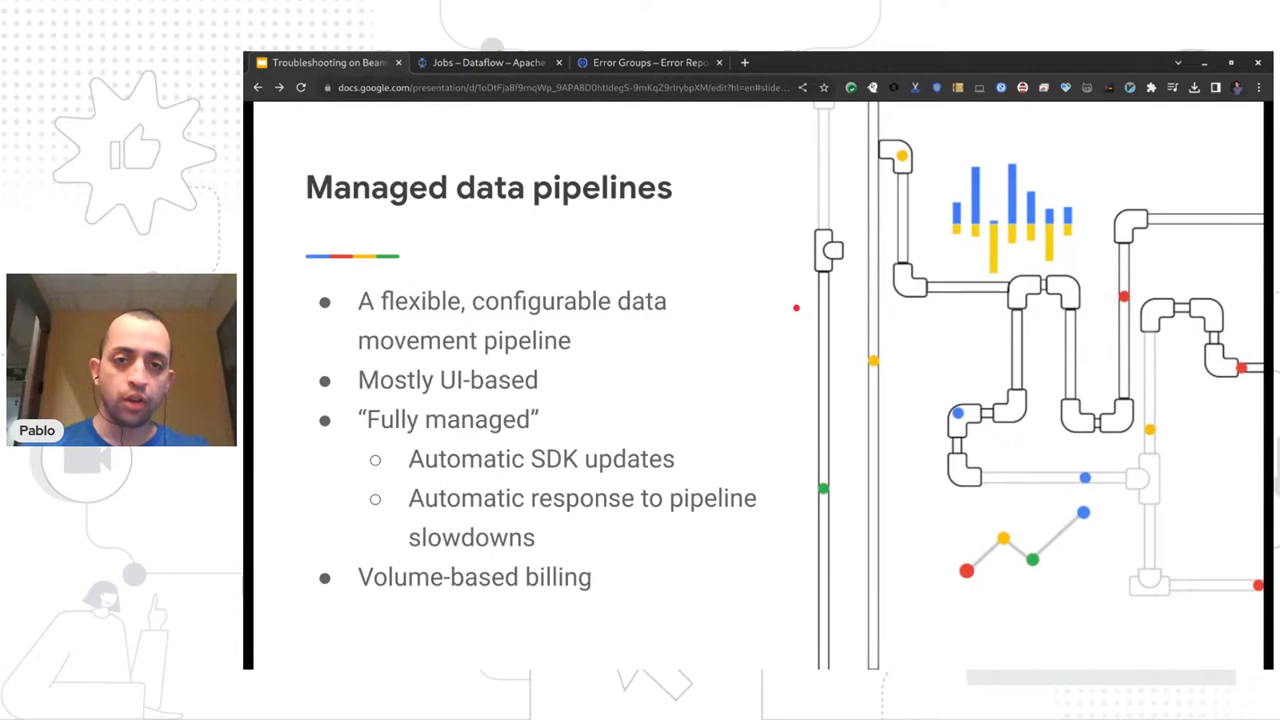 Troubleshooting on Beam
Jobs – Dataflow – Apache
Error Groups – Error Repo
Managed data pipelines
● A flexible, configurable data
movement pipeline
● Mostly UI-based
● “Fully managed”
○ Automatic SDK updates
○ Automatic response to pipeline
slowdowns
● Volume-based billing
Pablo